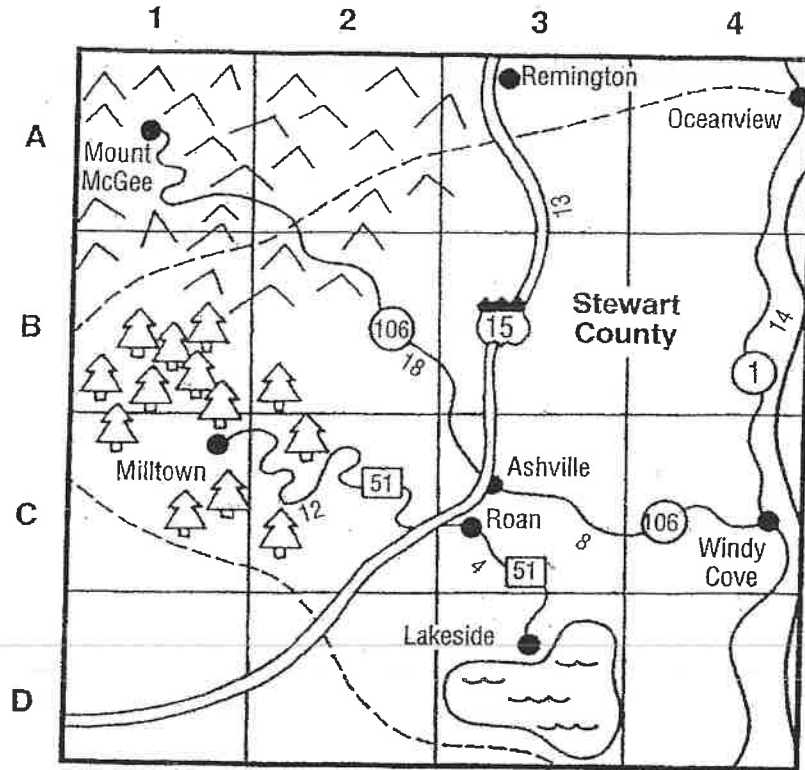 1 2 3 4
A
Remington
Oceanview
Mount
McGee
13
B
106
18
15
Stewart
County
14
1
C
Milltown
12
51
Ashville
Roan
8
106
Windy
Cove
4
51
D
Lakeside